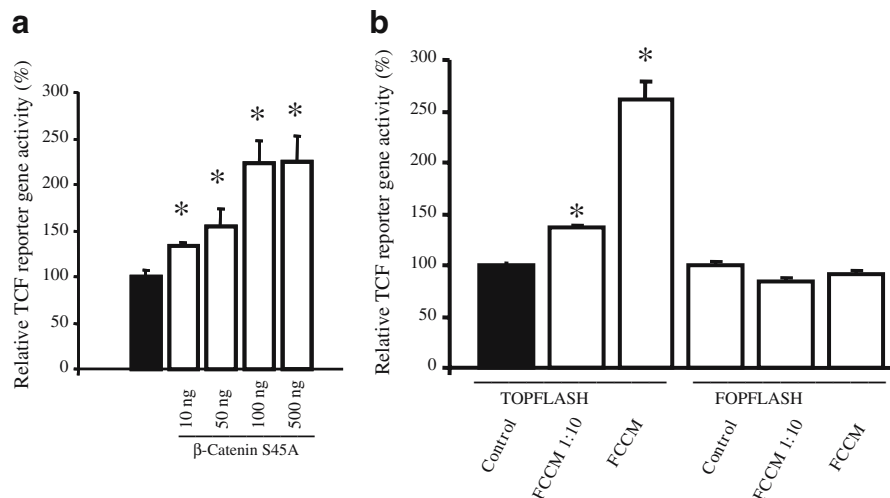 a
Relative TCF reporter gene activity (%)
300
250
200
150
100
50
0
*
*
*
*
10 ng
50 ng
100 ng
500 ng
β-Catenin S45A
b
Relative TCF reporter gene activity (%)
300
250
200
150
100
50
0
*
*
TOPFLASH
FOPFLASH
Control
FCCM 1:10
FCCM
Control
FCCM 1:10
FCCM